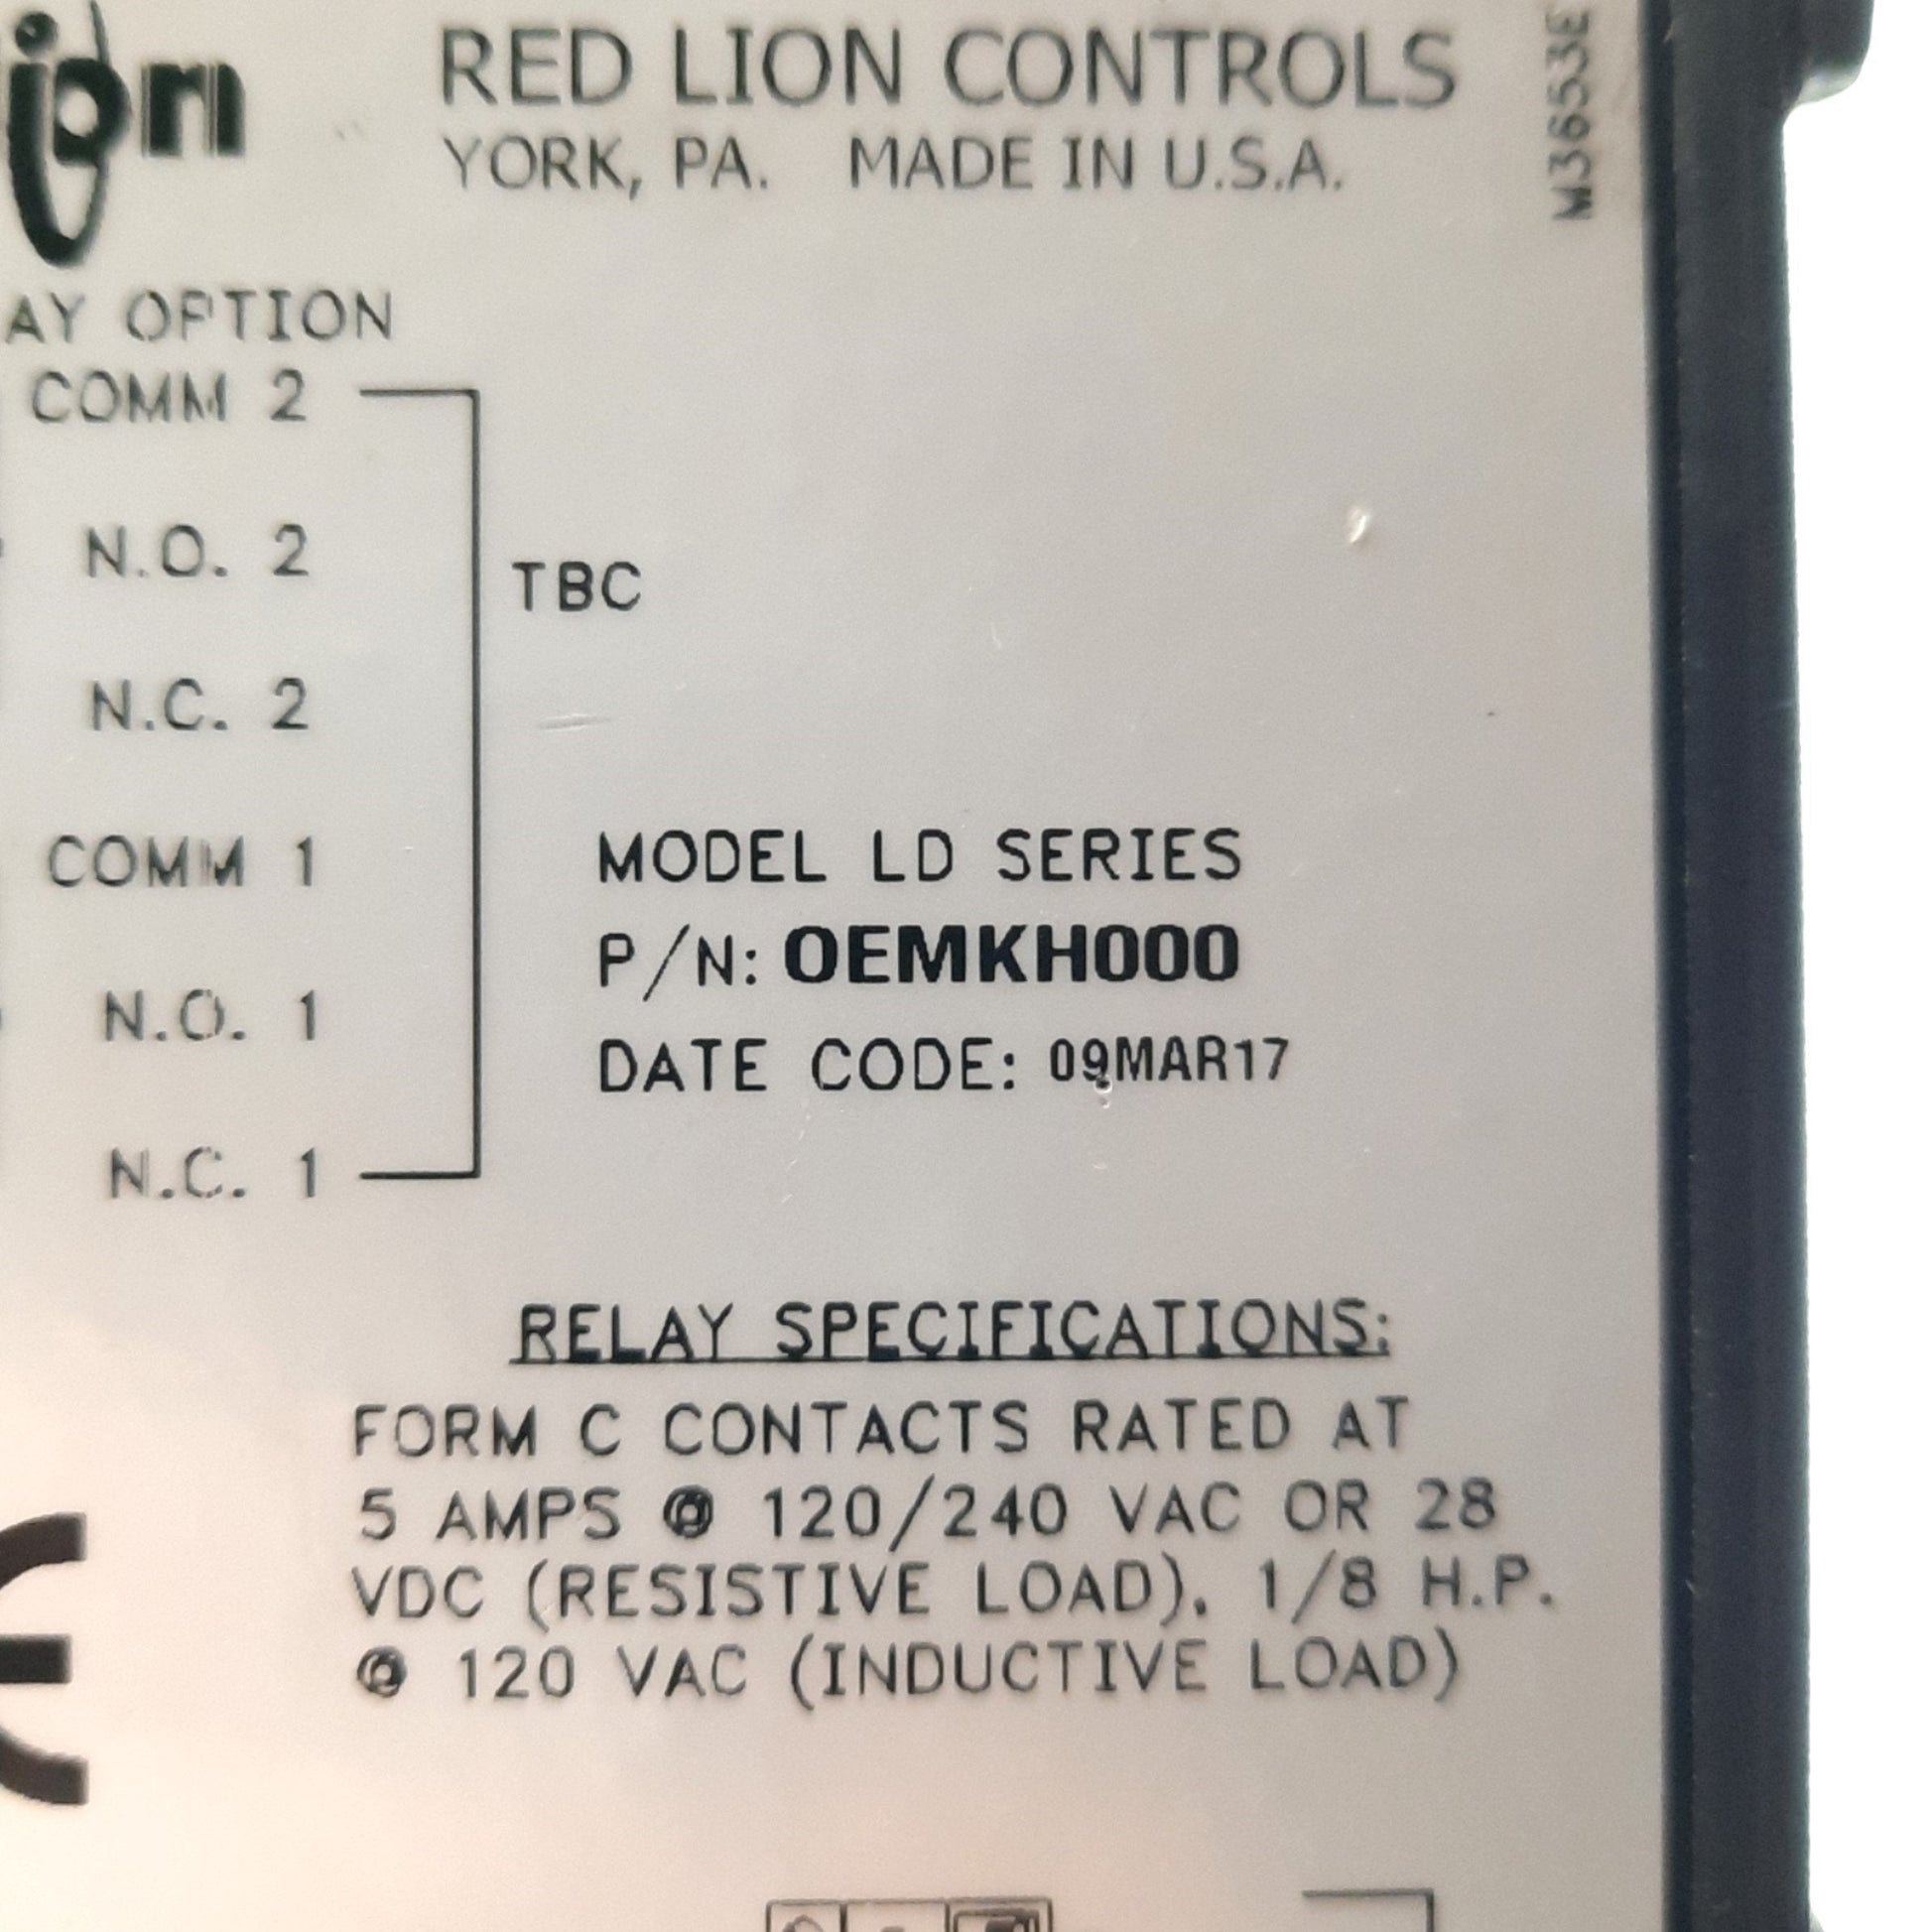 RED LION CONTROLS
YORK, PA. MADE IN U.S.A.
M3653E
OPTION
COMM 2
N.O. 2
TBC
N.C. 2
COMM 1
N.O. 1
N.C. 1
MODEL LD SERIES
P/N: OEMKH000
DATE CODE: 09MAR17
RELAY SPECIFICATIONS:
FORM C CONTACTS RATED AT
5 AMPS @ 120/240 VAC OR 28
VDC (RESISTIVE LOAD). 1/8 H.P.
@ 120 VAC (INDUCTIVE LOAD)